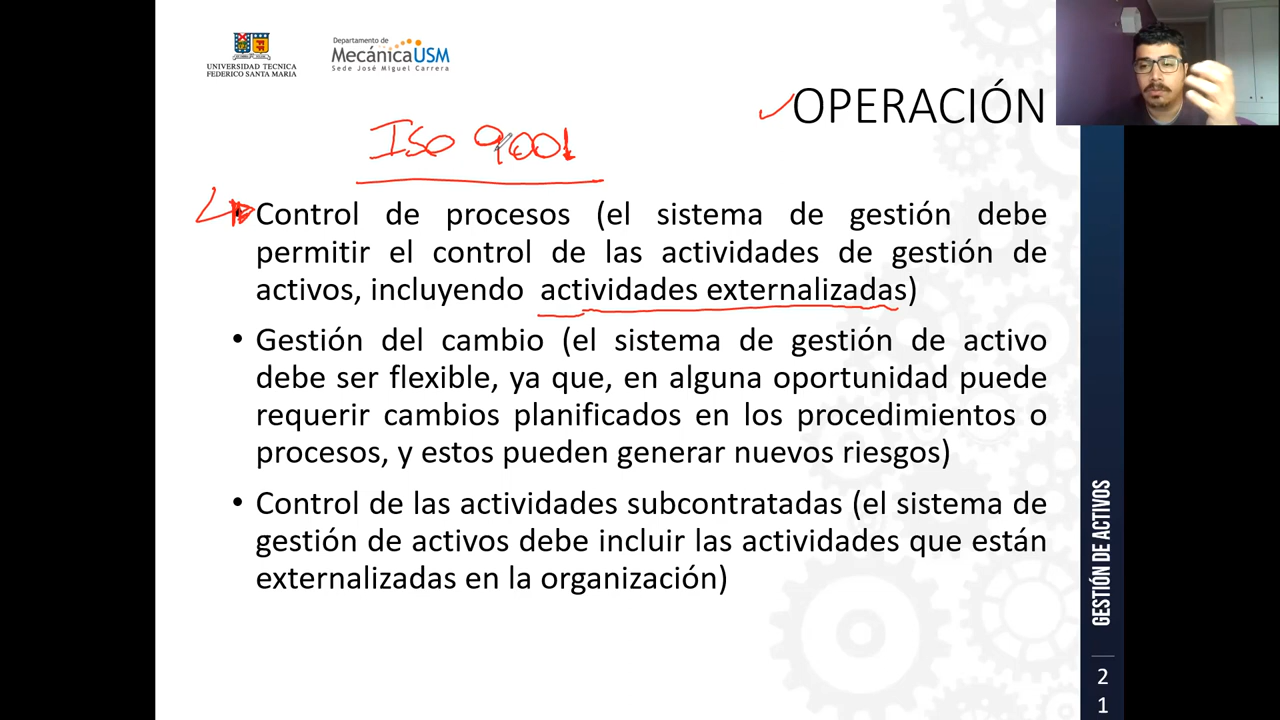 UNIVERSIDAD TECNICA
FEDERICO SANTA MARIA
Departamento de
MecánicaUSM
Sede José Miguel Carrera
OPERACIÓN
ISO 9001
Control de procesos (el sistema de gestión debe
permitir el control de las actividades de gestión de
activos, incluyendo actividades externalizadas)
• Gestión del cambio (el sistema de gestión de activo
debe ser flexible, ya que, en alguna oportunidad puede
requerir cambios planificados en los procedimientos o
procesos, y estos pueden generar nuevos riesgos)
• Control de las actividades subcontratadas (el sistema de
gestión de activos debe incluir las actividades que están
externalizadas en la organización)
GESTIÓN DE ACTIVOS
2
1